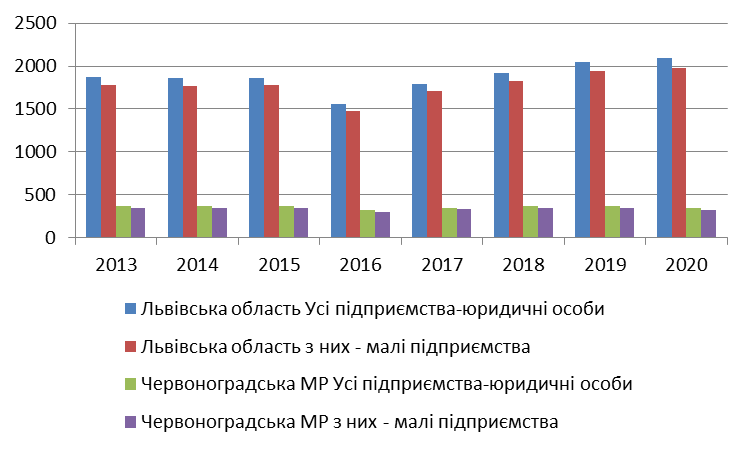 2500
2000
1500
1000
500
0
2013 2014 2015 2016 2017 2018 2019 2020
Львівська область Усі підприємства-юридичні особи
Львівська область з них - малі підприємства
Червоноградська МР Усі підприємства-юридичні особи
Червоноградська МР з них - малі підприємства